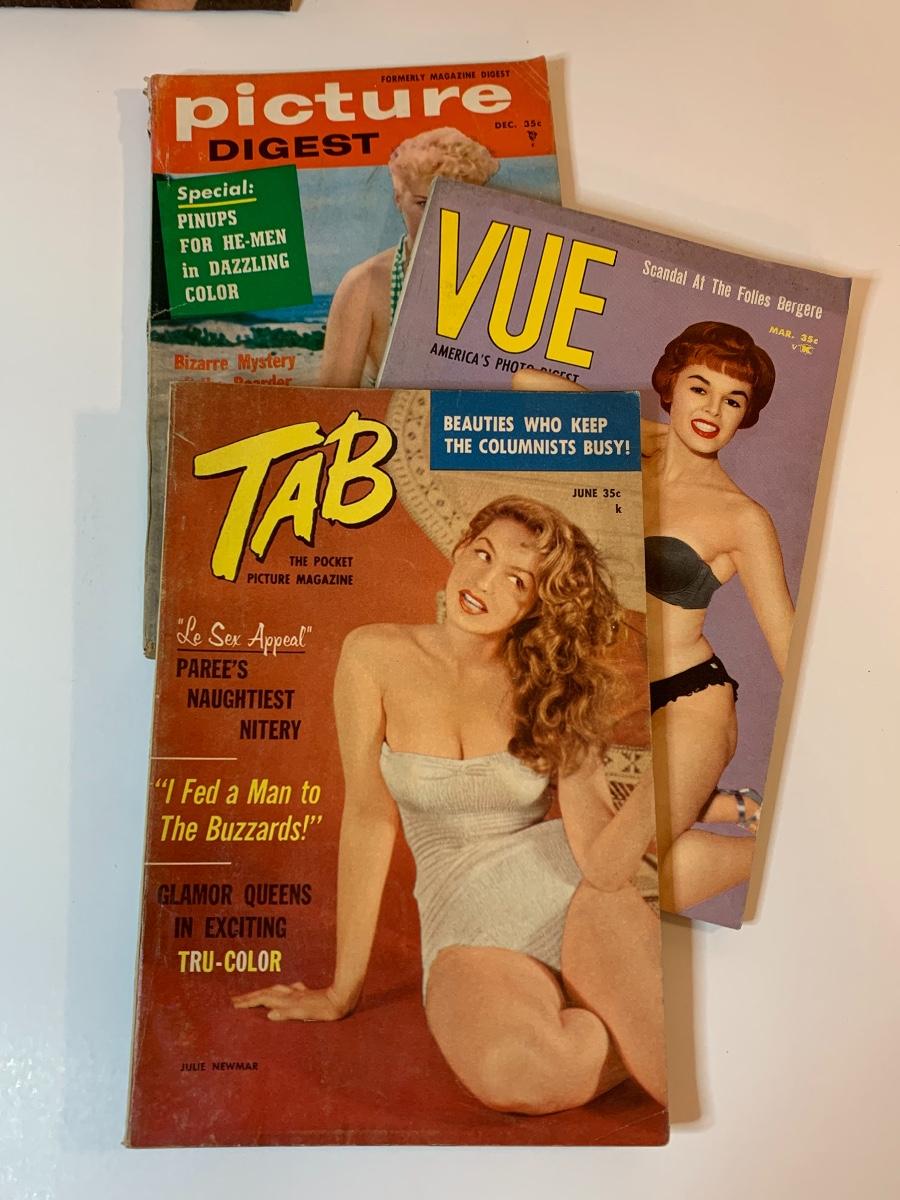 FORMERLY MAGAZINE DIGEST
picture
DIGEST
DEC. 35c
Special:
PINUPS
FOR HE-MEN
in DAZZLING
COLOR
Bizarre Mystery
VUE
AMERICA'S PHOTO DIGEST
Scandal At The Folies Bergere
MAR. 35c
TAB
THE POCKET
PICTURE MAGAZINE
BEAUTIES WHO KEEP
THE COLUMNISTS BUSY!
JUNE 35c
k
"Le Sex Appeal"
PAREE'S
NAUGHTIEST
NITERY
"I Fed a Man to
The Buzzards!"
GLAMOR QUEENS
IN EXCITING
TRU-COLOR
JULIE NEWMAR